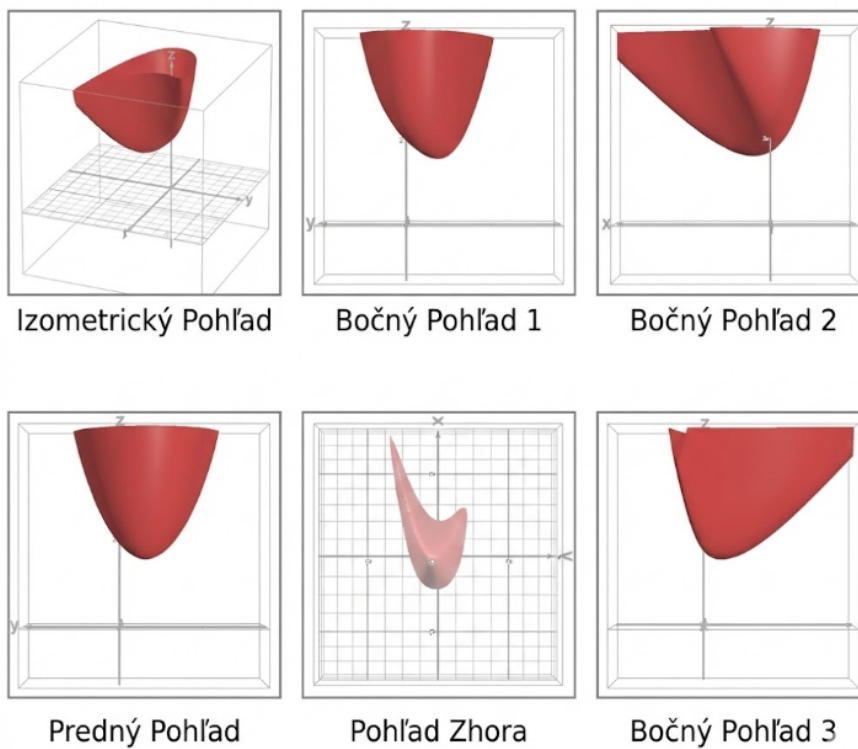 z
y
Izometrický Pohľad
z
y
Bočný Pohľad 1
z
x
Bočný Pohľad 2
z
y
Predný Pohľad
x
y
Pohľad Zhora
z
x
Bočný Pohľad 3